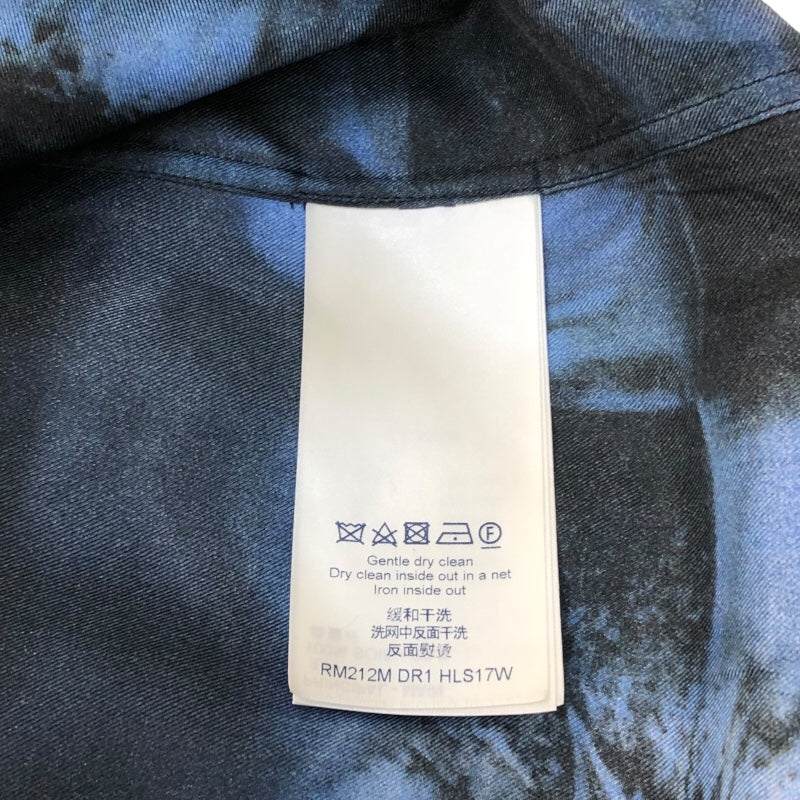 Gentle dry clean
Dry clean inside out in a net
Iron inside out
缓和干洗
洗网中反面干洗
反面熨烫
RM212M DR1 HLS17W